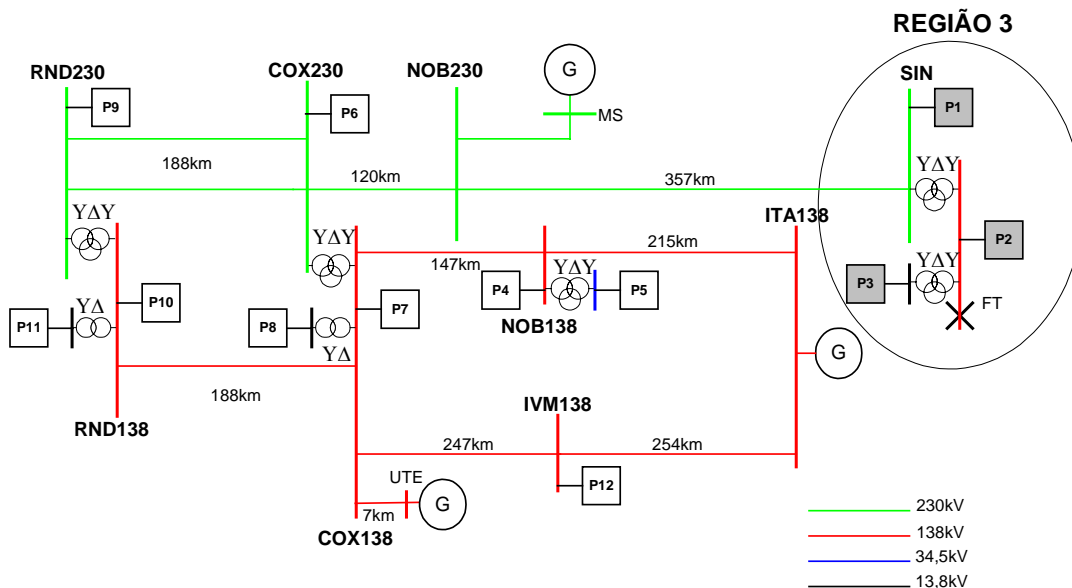 REGIÃO 3
RND230
COX230
NOB230
G
SIN
P9
P6
MS
P1
188km
120km
357km
YΔY
YΔY
YΔY
ITA138
215km
147km
P2
P10
P7
P4
YΔY
P5
P3
YΔY
FT
P11
YΔ
P8
YΔ
NOB138
G
188km
IVM138
RND138
247km
254km
UTE
P12
G
7km
COX138
230kV
138kV
34,5kV
13,8kV